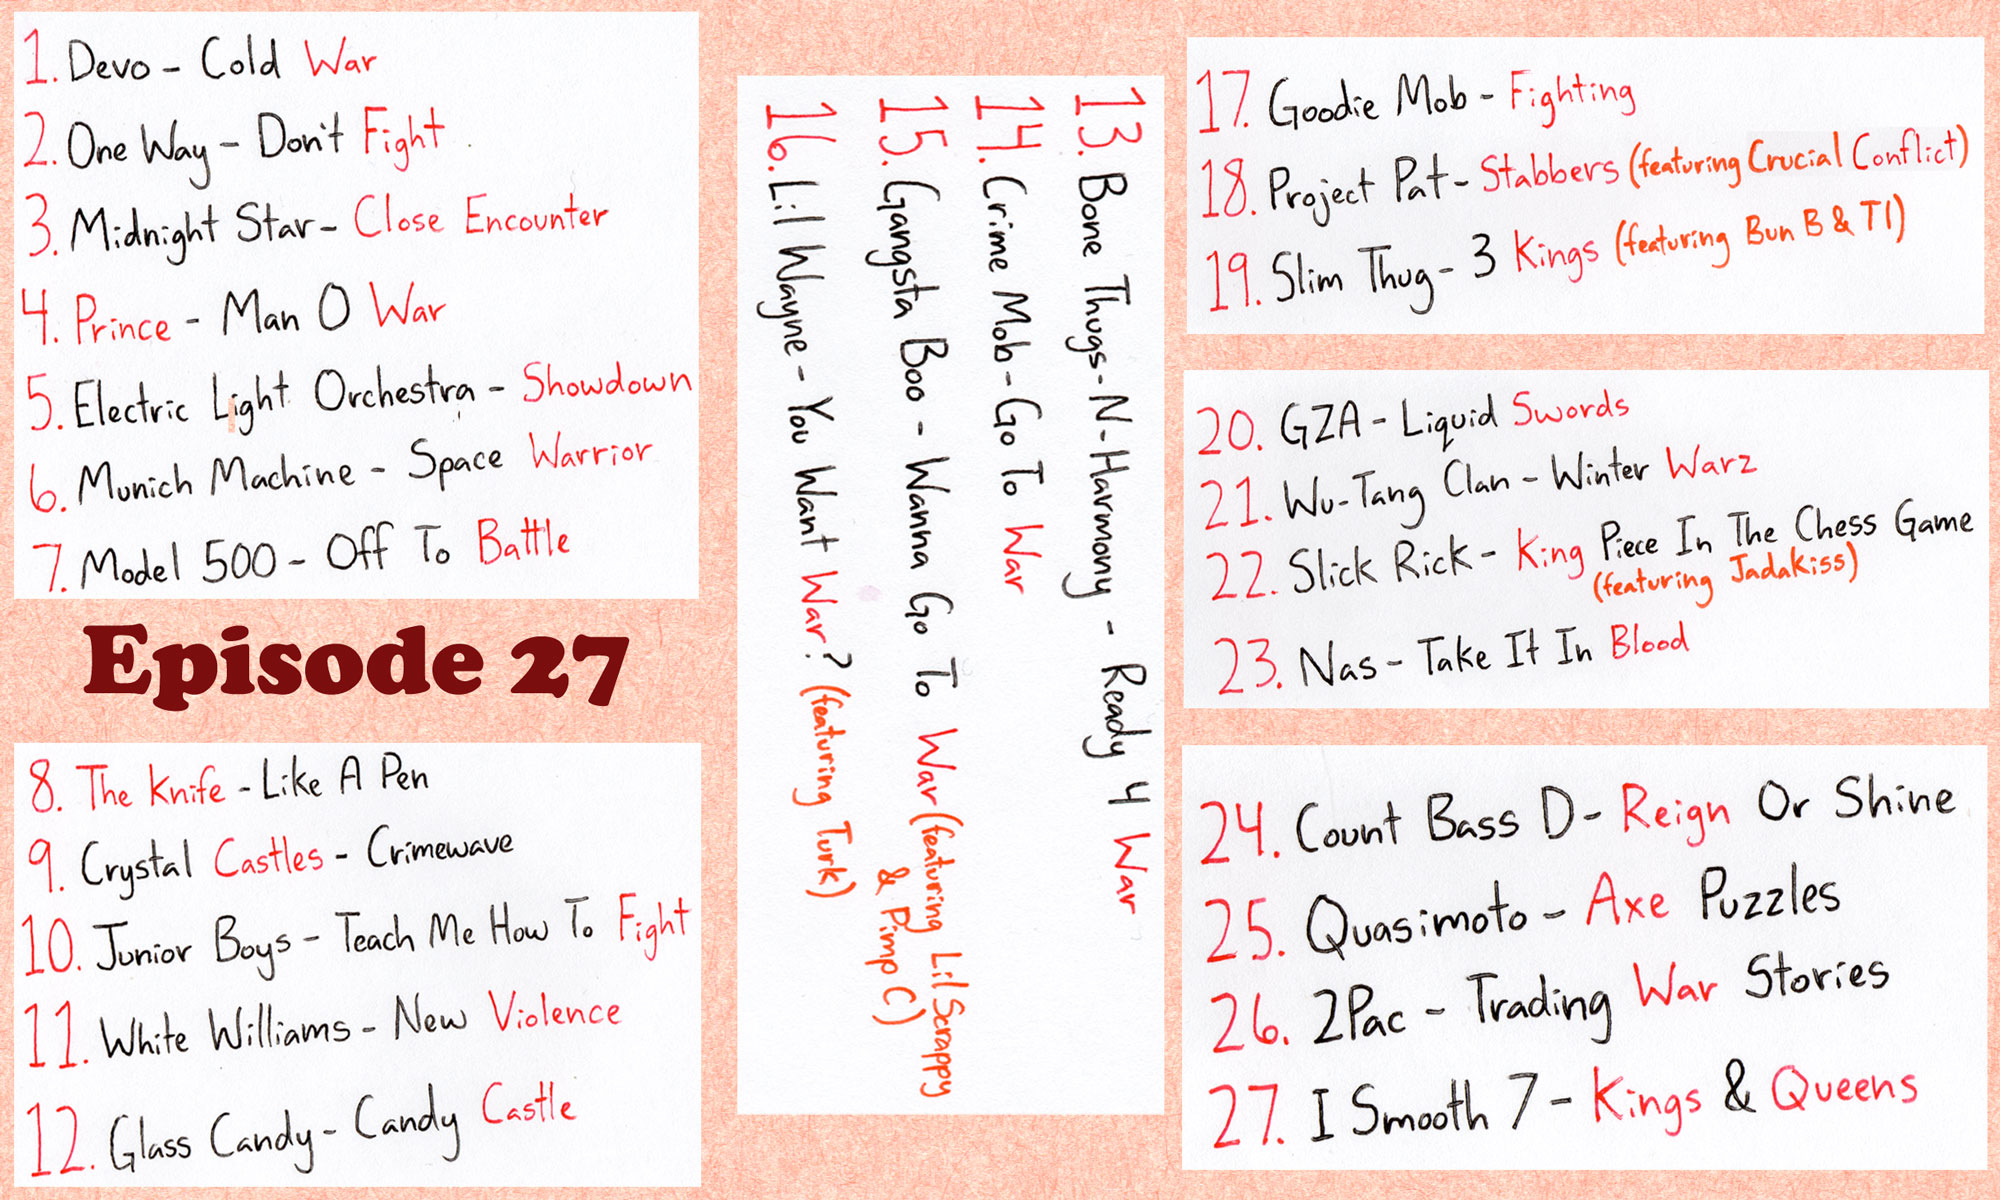 1. Devo - Cold War
2. One Way - Don't Fight
3. Midnight Star - Close Encounter
4. Prince - Man O War
5. Electric Light Orchestra - Showdown
6. Munich Machine - Space Warrior
7. Model 500 - Off To Battle
Episode 27
8. The Knife - Like A Pen
9. Crystal Castles - Crimewave
10. Junior Boys - Teach Me How To Fight
11. White Williams - New Violence
12. Glass Candy - Candy Castle
13. Bone Thugs-N-Harmony - Ready 4 War
14. Crime Mob - Go To War
15. Gangsta Boo - Wanna Go To War (featuring Lil Scrappy
& Pimp C)
16. Lil Wayne - You Want War? (featuring Turk)
17. Goodie Mob - Fighting
18. Project Pat - Stabbers (featuring Crucial Conflict)
19. Slim Thug - 3 Kings (featuring Bun B & TI)
20. GZA - Liquid Swords
21. Wu-Tang Clan - Winter Warz
22. Slick Rick - King Piece In The Chess Game
(featuring Jadakiss)
23. Nas - Take It In Blood
24. Count Bass D - Reign Or Shine
25. Quasimoto - Axe Puzzles
26. 2Pac - Trading War Stories
27. I Smooth 7 - Kings & Queens